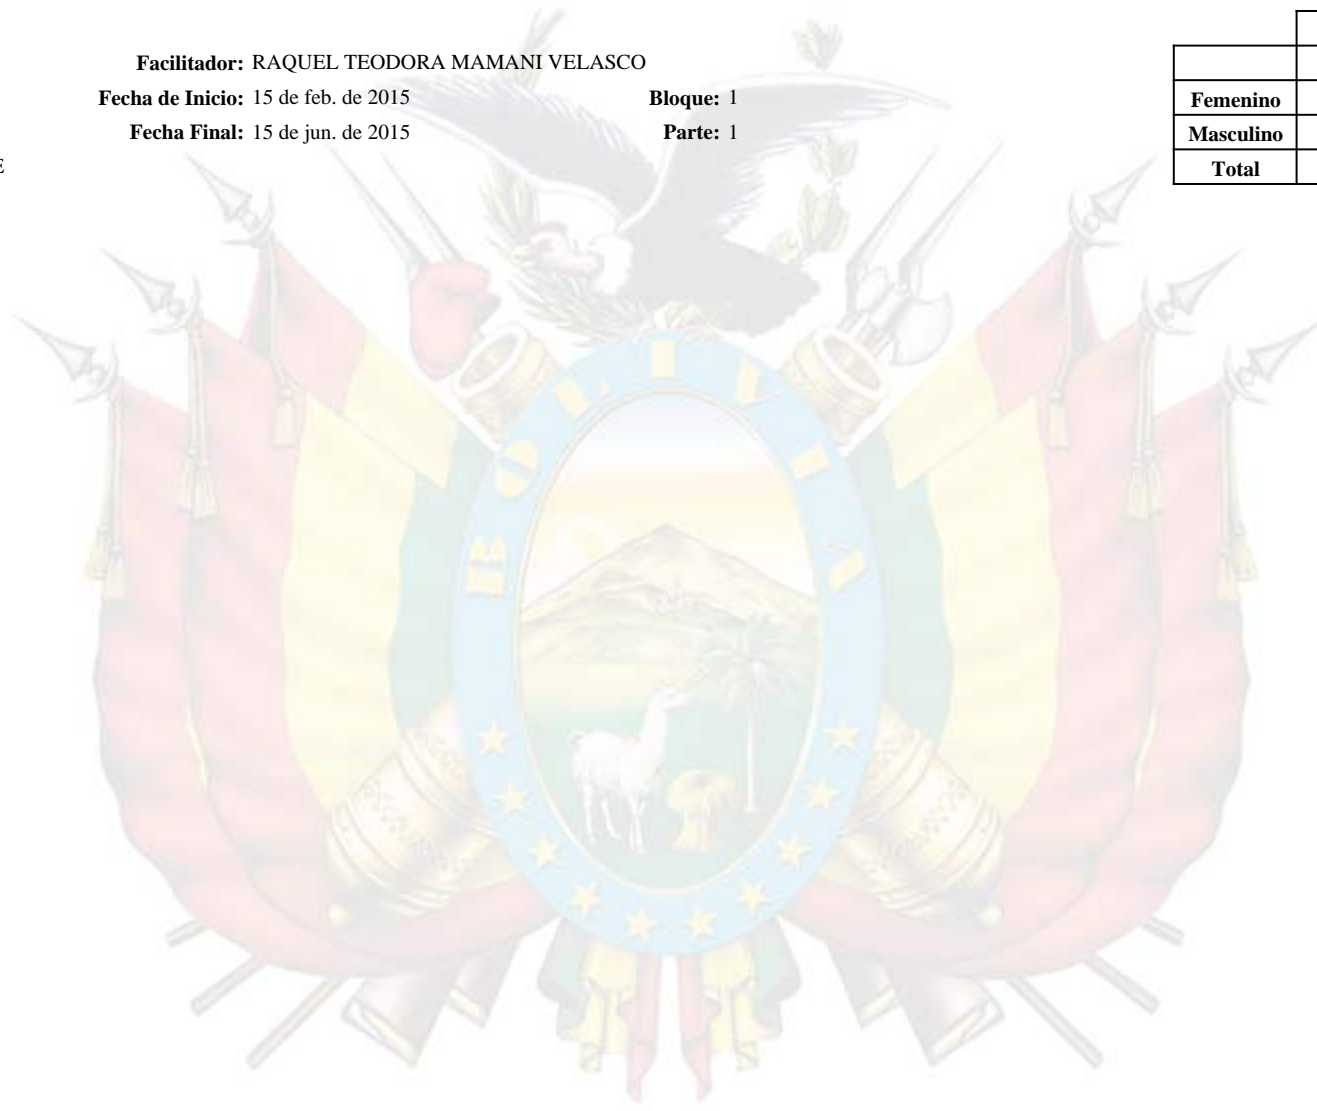 Facilitador: RAQUEL TEODORA MAMANI VELASCO
Fecha de Inicio: 15 de feb. de 2015 Bloque: 1
Fecha Final: 15 de jun. de 2015 Parte: 1
E
Femenino
Masculino
Total
BOLIVIA